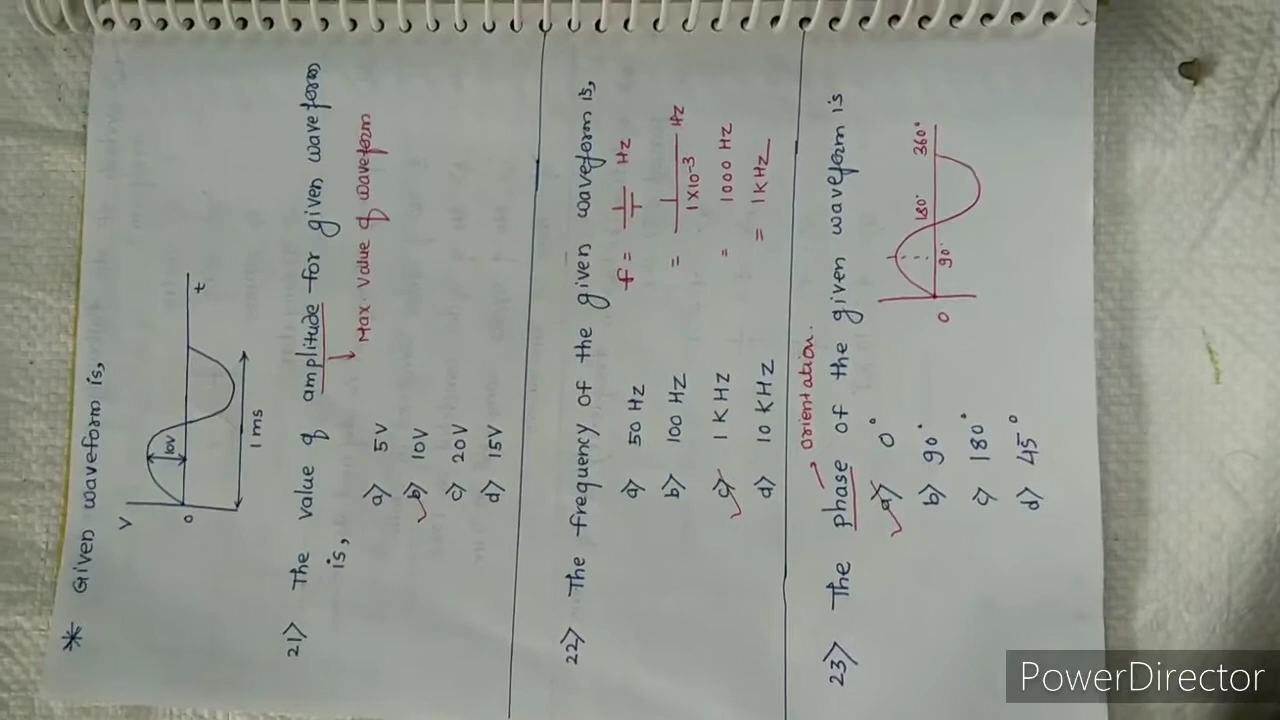 * Given waveform is,
V
10V
0
t
1 ms
21) The value of amplitude for given waveform
is,
Max. value of waveform
a) 5V
b) 10V
c) 20V
d) 15V
22) The frequency of the given waveform is,
a) 50 Hz
f = 1/T Hz
b) 100 Hz
= 1/1×10-3 Hz
c) 1 KHz
= 1000 Hz
d) 10 KHz
= 1KHz
orientation.
23) The phase of the given waveform is
a) 0°
b) 90°
c) 180°
d) 45°
0
90°
180°
360°
PowerDirector